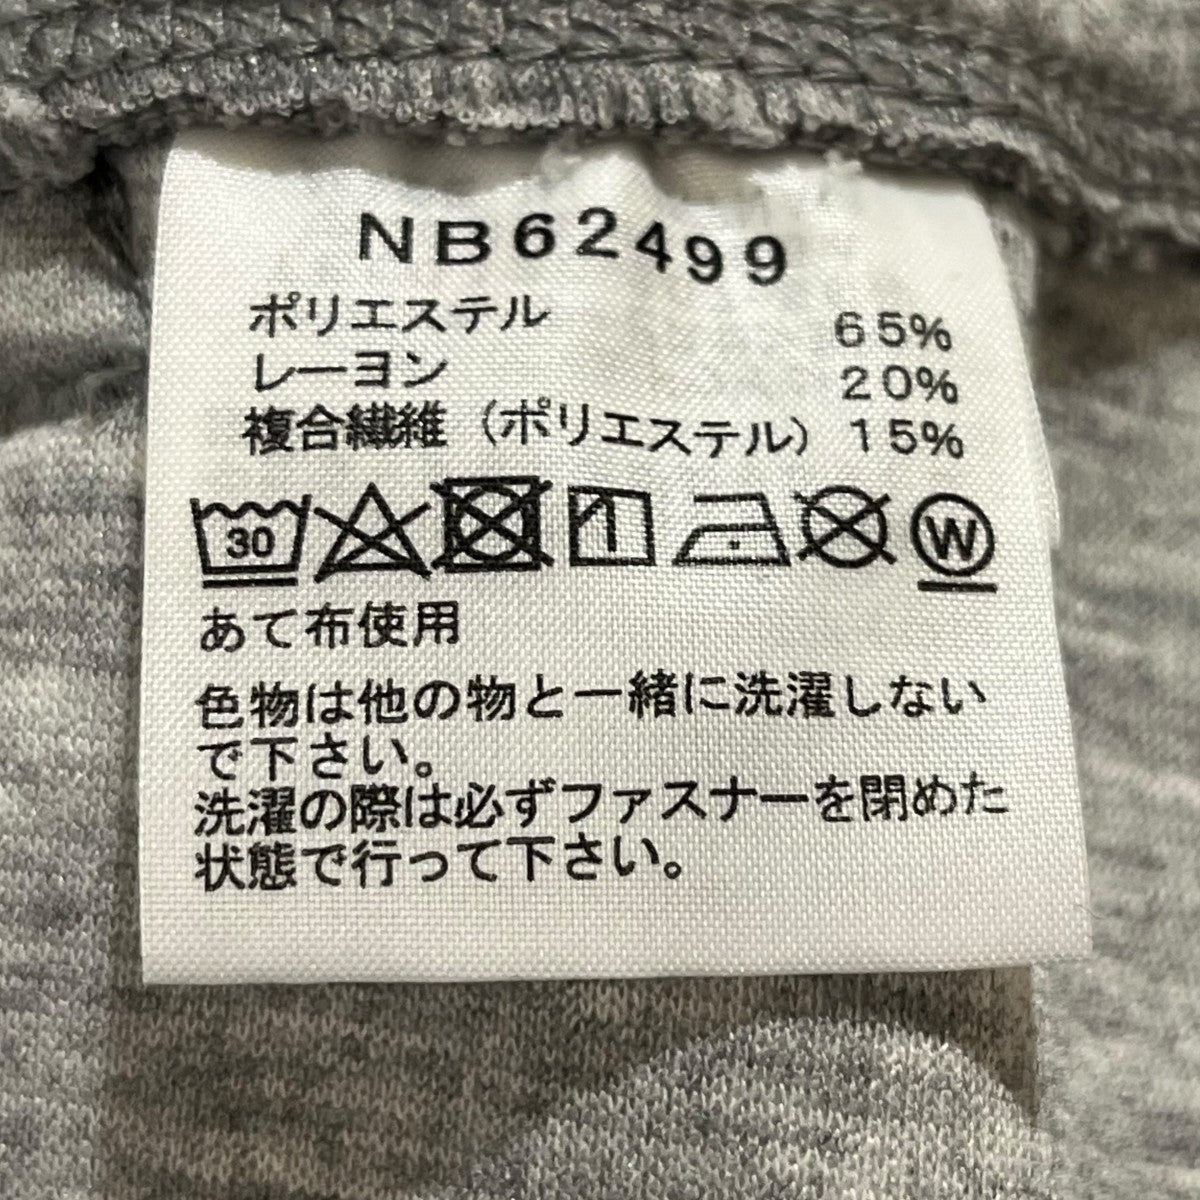 NB62499
ポリエステル 65%
レーヨン 20%
複合繊維（ポリエステル） 15%
30 W
あて布使用
色物は他の物と一緒に洗濯しない
で下さい。
洗濯の際は必ずファスナーを閉めた
状態で行って下さい。